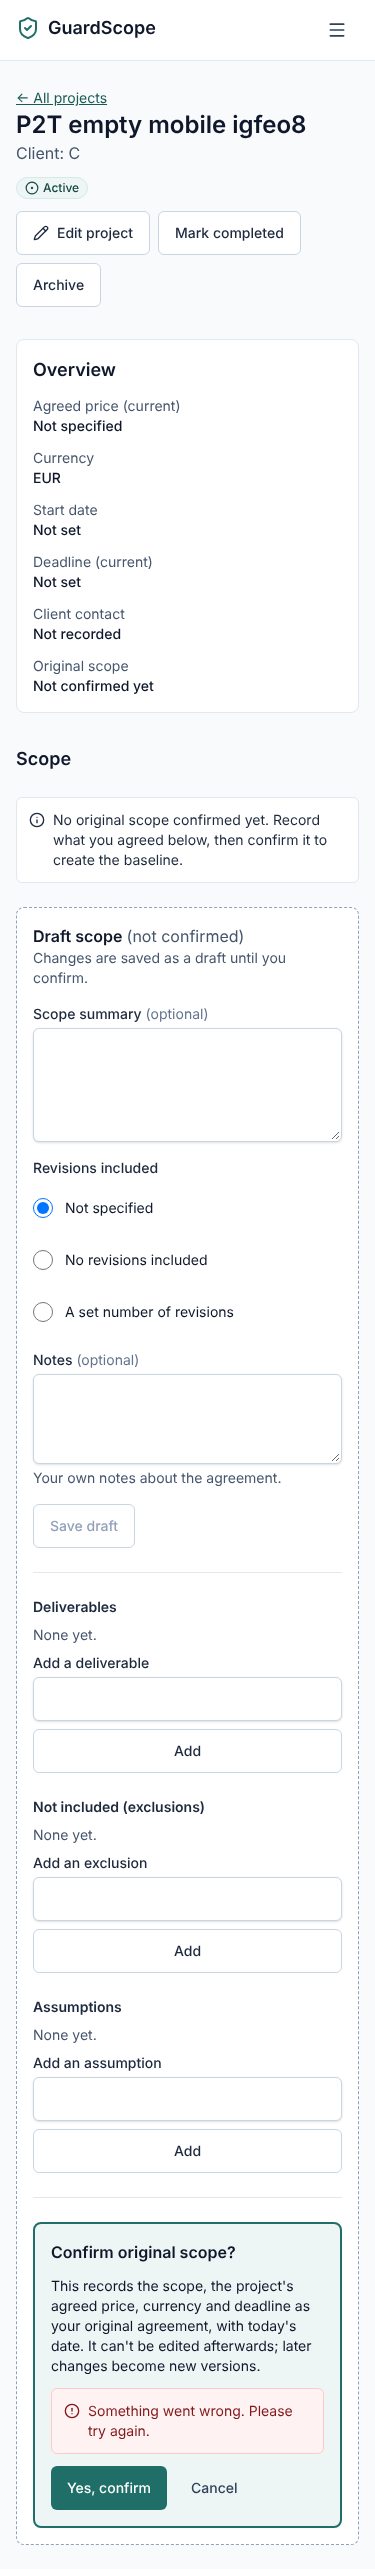 GuardScope
← All projects
P2T empty mobile igfeo8
Client: C
Active
Edit project
Mark completed
Archive
Overview
Agreed price (current)
Not specified
Currency
EUR
Start date
Not set
Deadline (current)
Not set
Client contact
Not recorded
Original scope
Not confirmed yet
Scope
No original scope confirmed yet. Record
what you agreed below, then confirm it to
create the baseline.
Draft scope (not confirmed)
Changes are saved as a draft until you
confirm.
Scope summary (optional)
Revisions included
Not specified
No revisions included
A set number of revisions
Notes (optional)
Your own notes about the agreement.
Save draft
Deliverables
None yet.
Add a deliverable
Add
Not included (exclusions)
None yet.
Add an exclusion
Add
Assumptions
None yet.
Add an assumption
Add
Confirm original scope?
This records the scope, the project's
agreed price, currency and deadline as
your original agreement, with today's
date. It can't be edited afterwards; later
changes become new versions.
Something went wrong. Please
try again.
Yes, confirm
Cancel